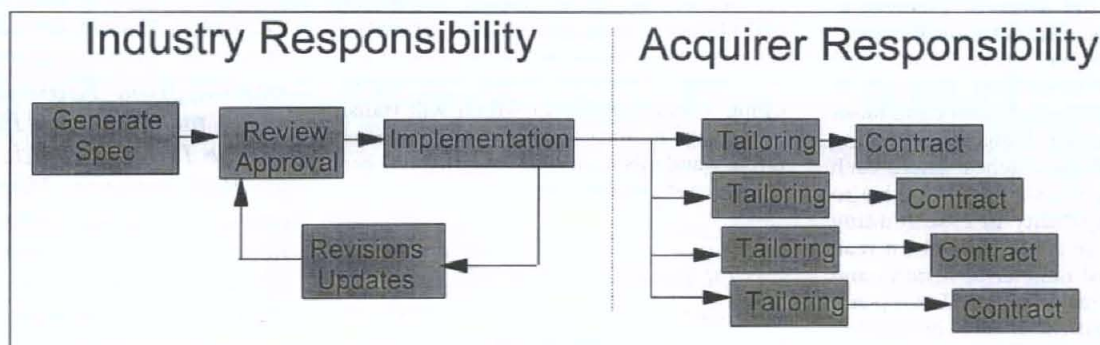 Industry Responsibility
Acquirer Responsibility
Generate
Spec
Review
Approval
Implementation
Revisions
Updates
Tailoring
Contract
Tailoring
Contract
Tailoring
Contract
Tailoring
Contract